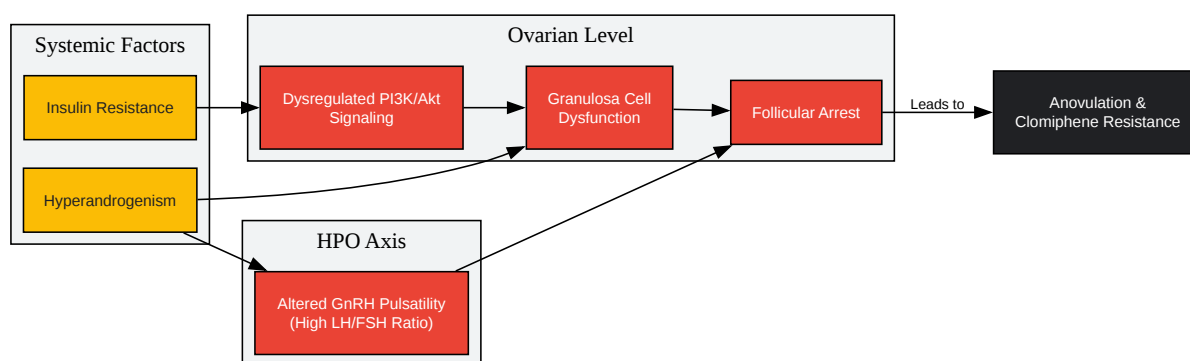 Systemic Factors
Insulin Resistance
Hyperandrogenism
Ovarian Level
Dysregulated PI3K/Akt
Signaling
Granulosa Cell
Dysfunction
Follicular Arrest
Leads to
Anovulation &
Clomiphene Resistance
HPO Axis
Altered GnRH Pulsatility
(High LH/FSH Ratio)